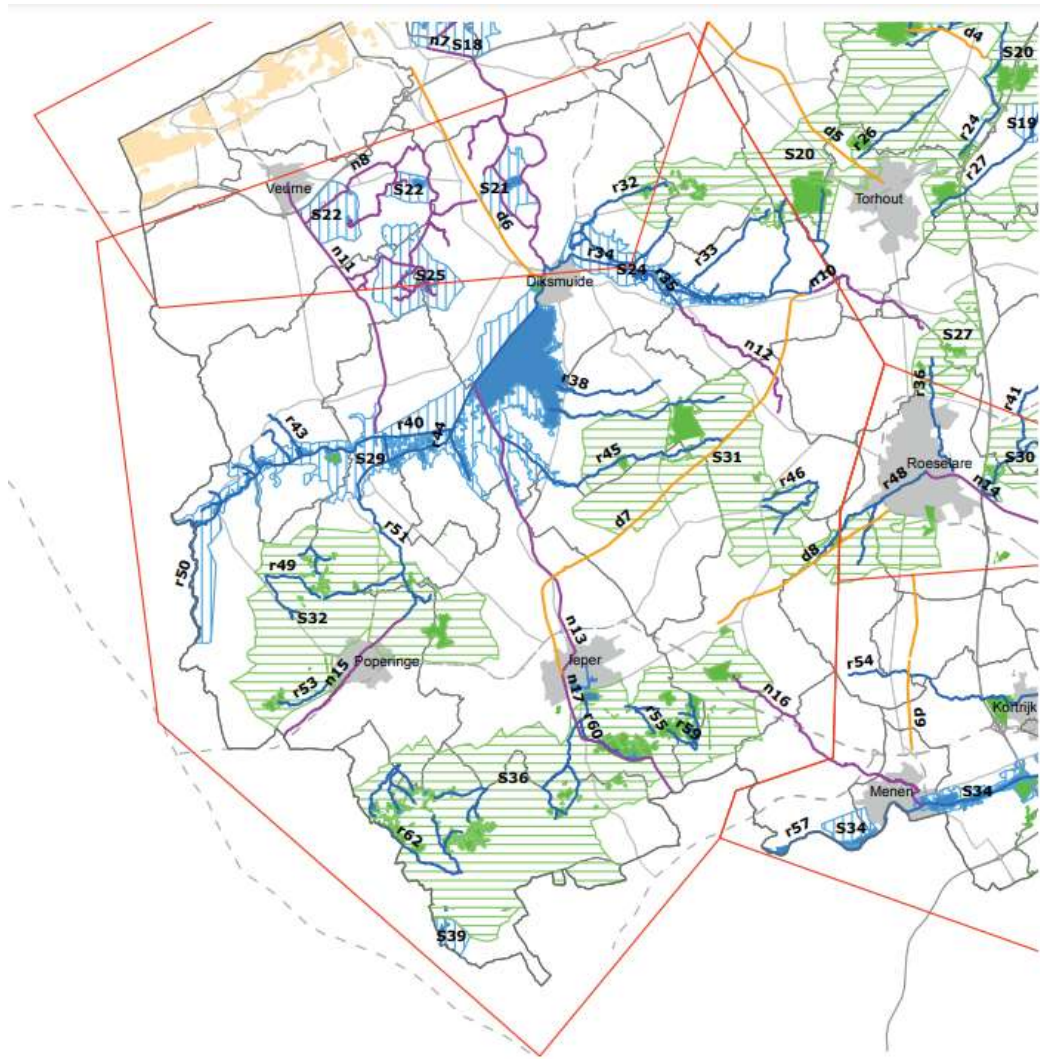 n7
S18
d4
S20
d5
r26
r24
S19
S20
n8
Veurne
S22
S22
S21
r32
r27
Torhout
d6
r33
r34
S24
r35
n11
S25
Diksmuide
n10
n12
S27
r38
r36
r41
r43
r40
r44
S29
r45
S31
r46
Roeselare
S30
r48
n14
d7
r51
d8
r50
r49
S32
n13
Poperinge
Ieper
r54
n15
r53
n17
n16
r55
r59
r60
d9
Kortrijk
S36
Menen
S34
S34
r57
r62
S39